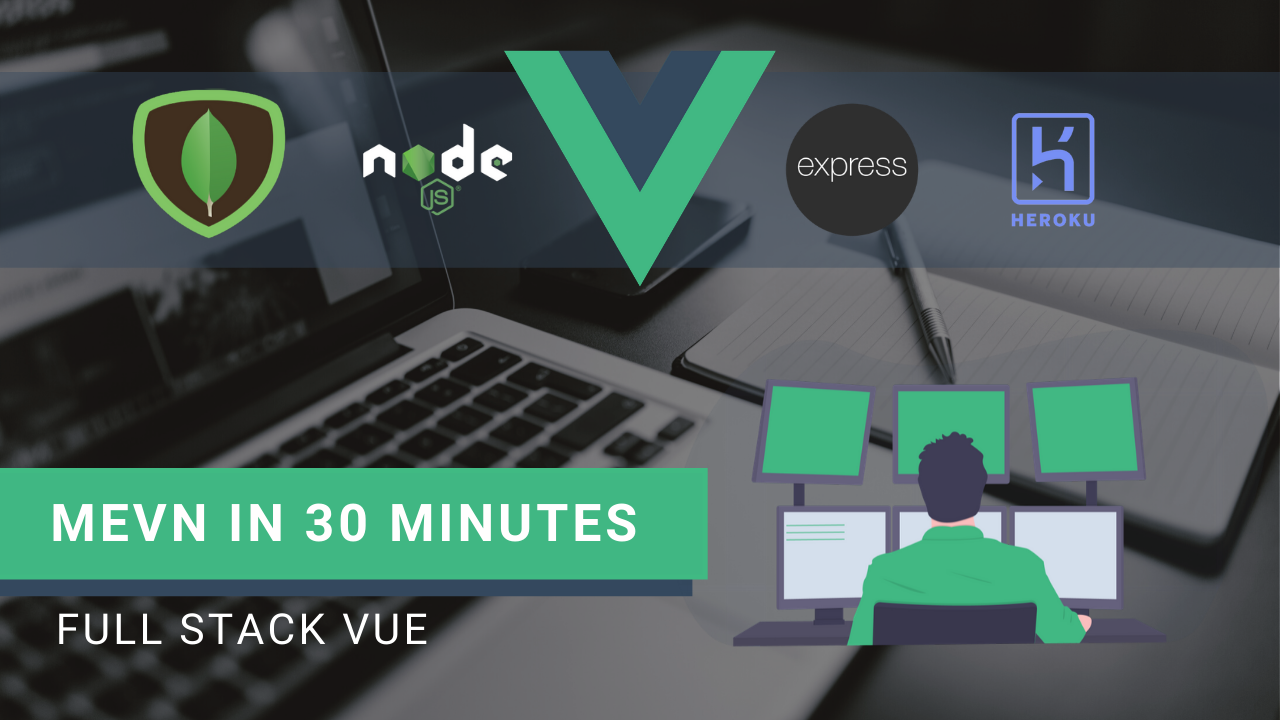 node
JS
express
HEROKU
MEVN IN 30 MINUTES
FULL STACK VUE